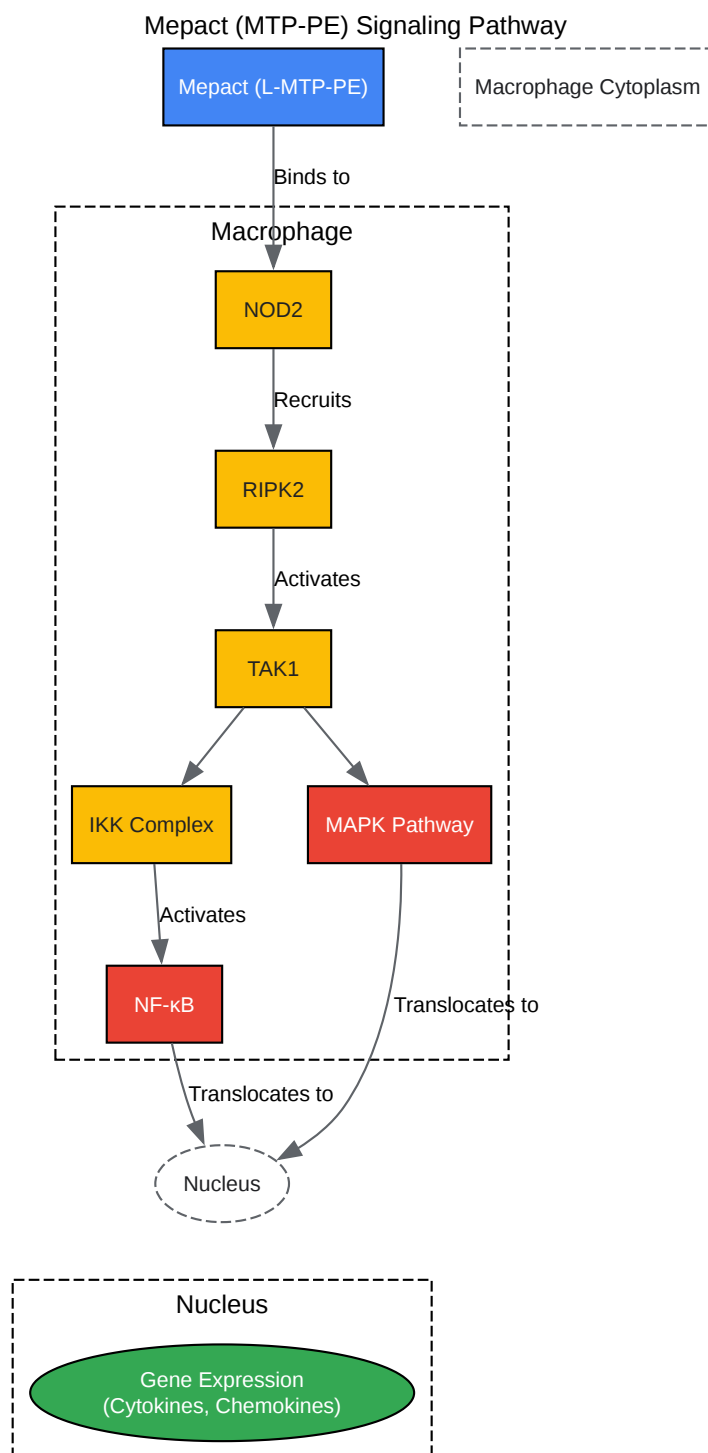 Mepact (MTP-PE) Signaling Pathway
Mepact (L-MTP-PE)
Macrophage Cytoplasm
Binds to
Macrophage
NOD2
Recruits
RIPK2
Activates
TAK1
IKK Complex
MAPK Pathway
Activates
NF-κB
Translocates to
Translocates to
Nucleus
Nucleus
Gene Expression
(Cytokines, Chemokines)